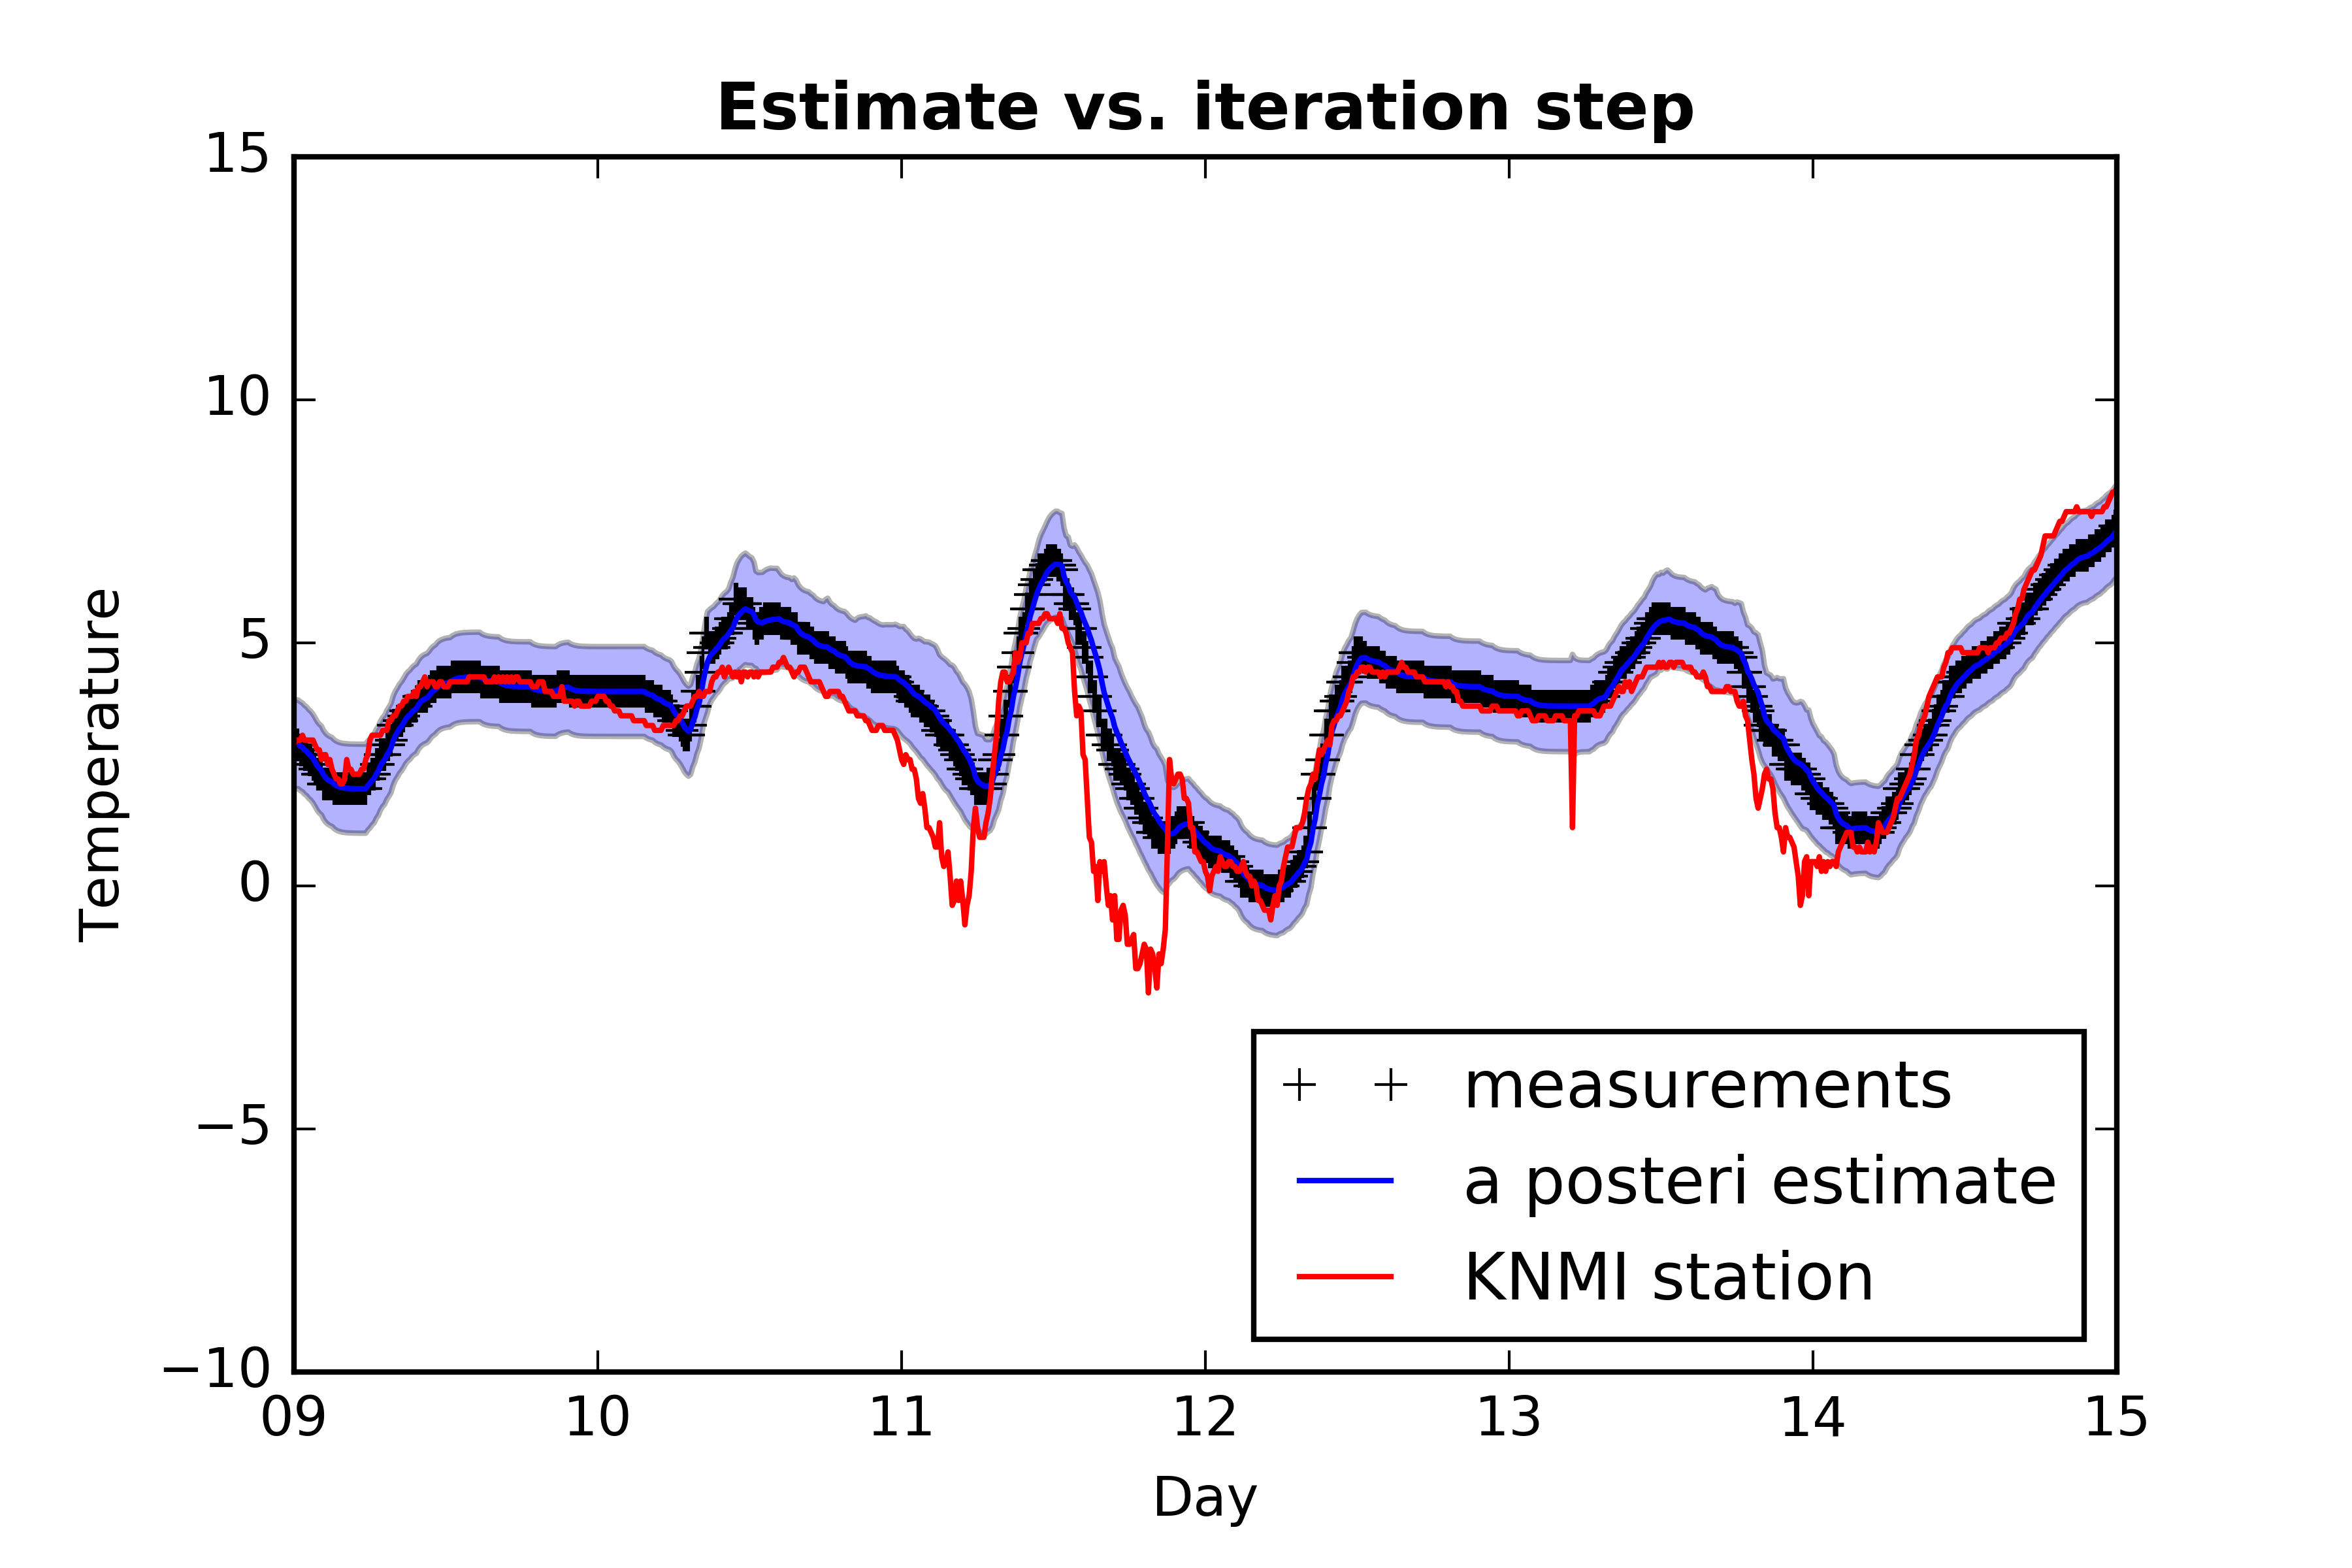 Estimate vs. iteration step
15
10
5
0
−5
−10
Temperature
measurements
a posteri estimate
KNMI station
09 10 11 12 13 14 15
Day